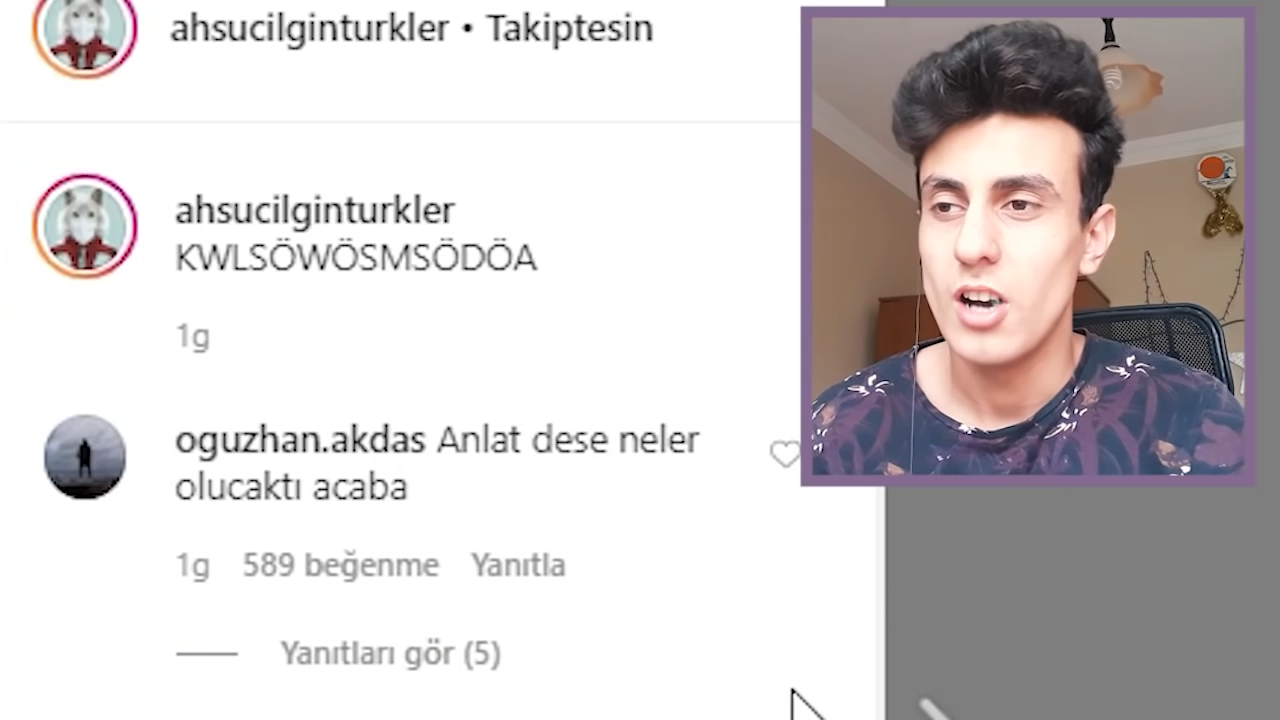 ahsucilginturkler • Takiptesin
ahsucilginturkler
KWLSÖWÖSMSÖDÖA
1g
oguzhan.akdas Anlat dese neler
olucaktı acaba
1g 589 beğenme Yanıtla
Yanıtları gör (5)